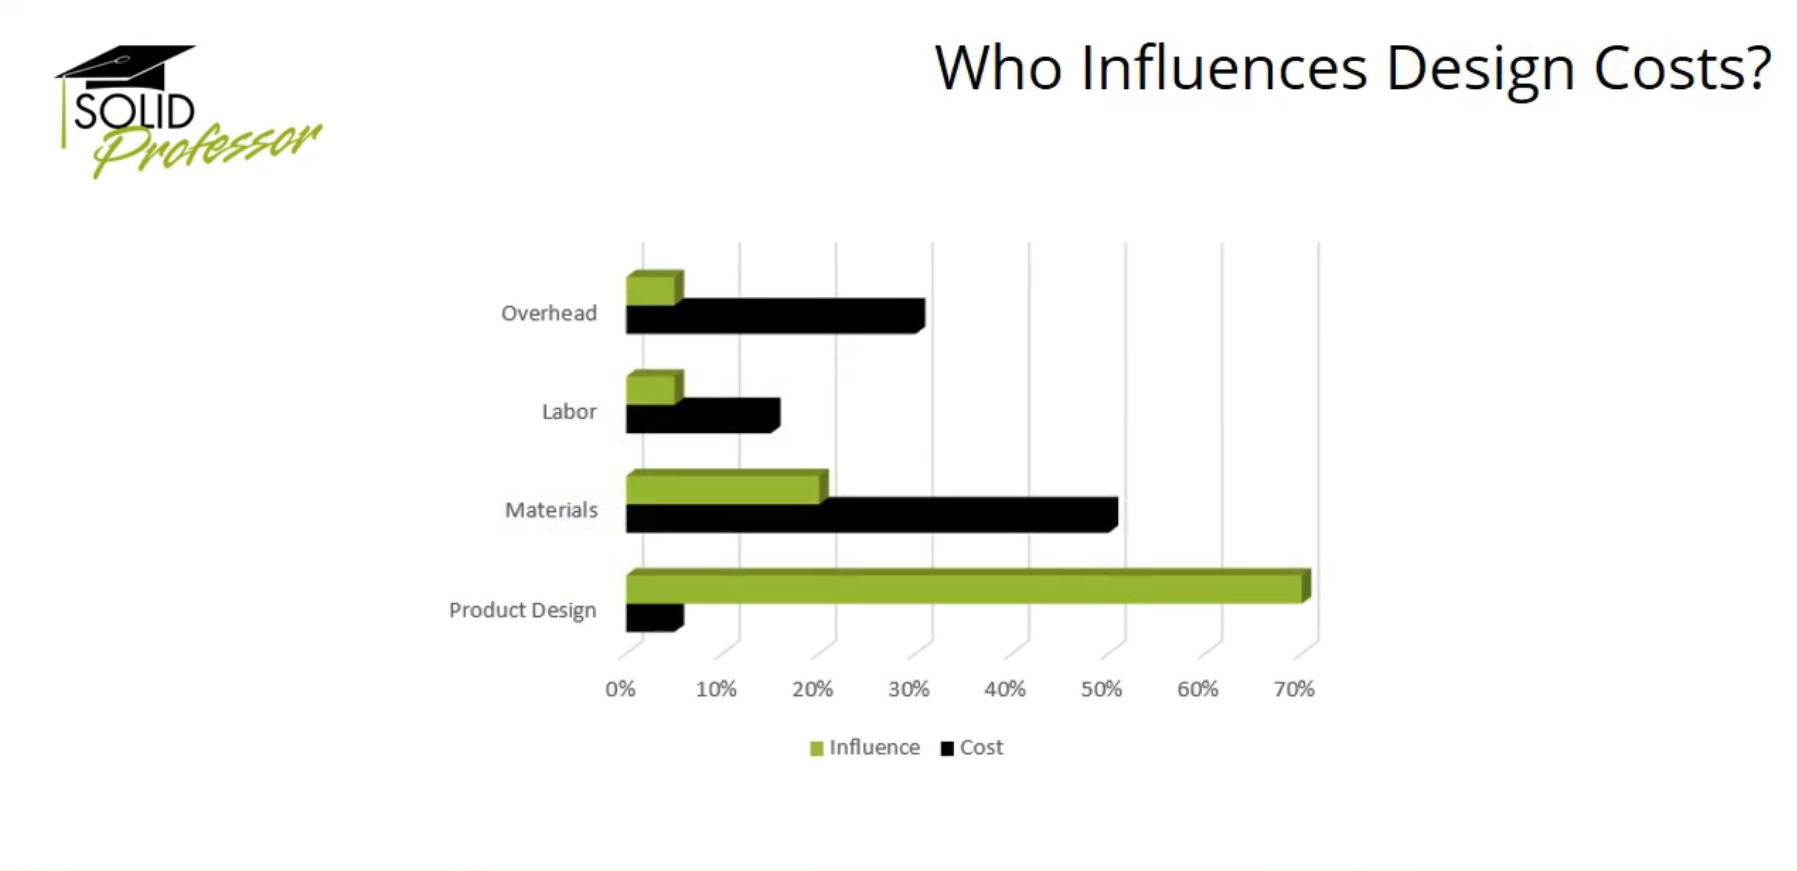 SOLID
Professor
Who Influences Design Costs?
Overhead
Labor
Materials
Product Design
0% 10% 20% 30% 40% 50% 60% 70%
Influence Cost